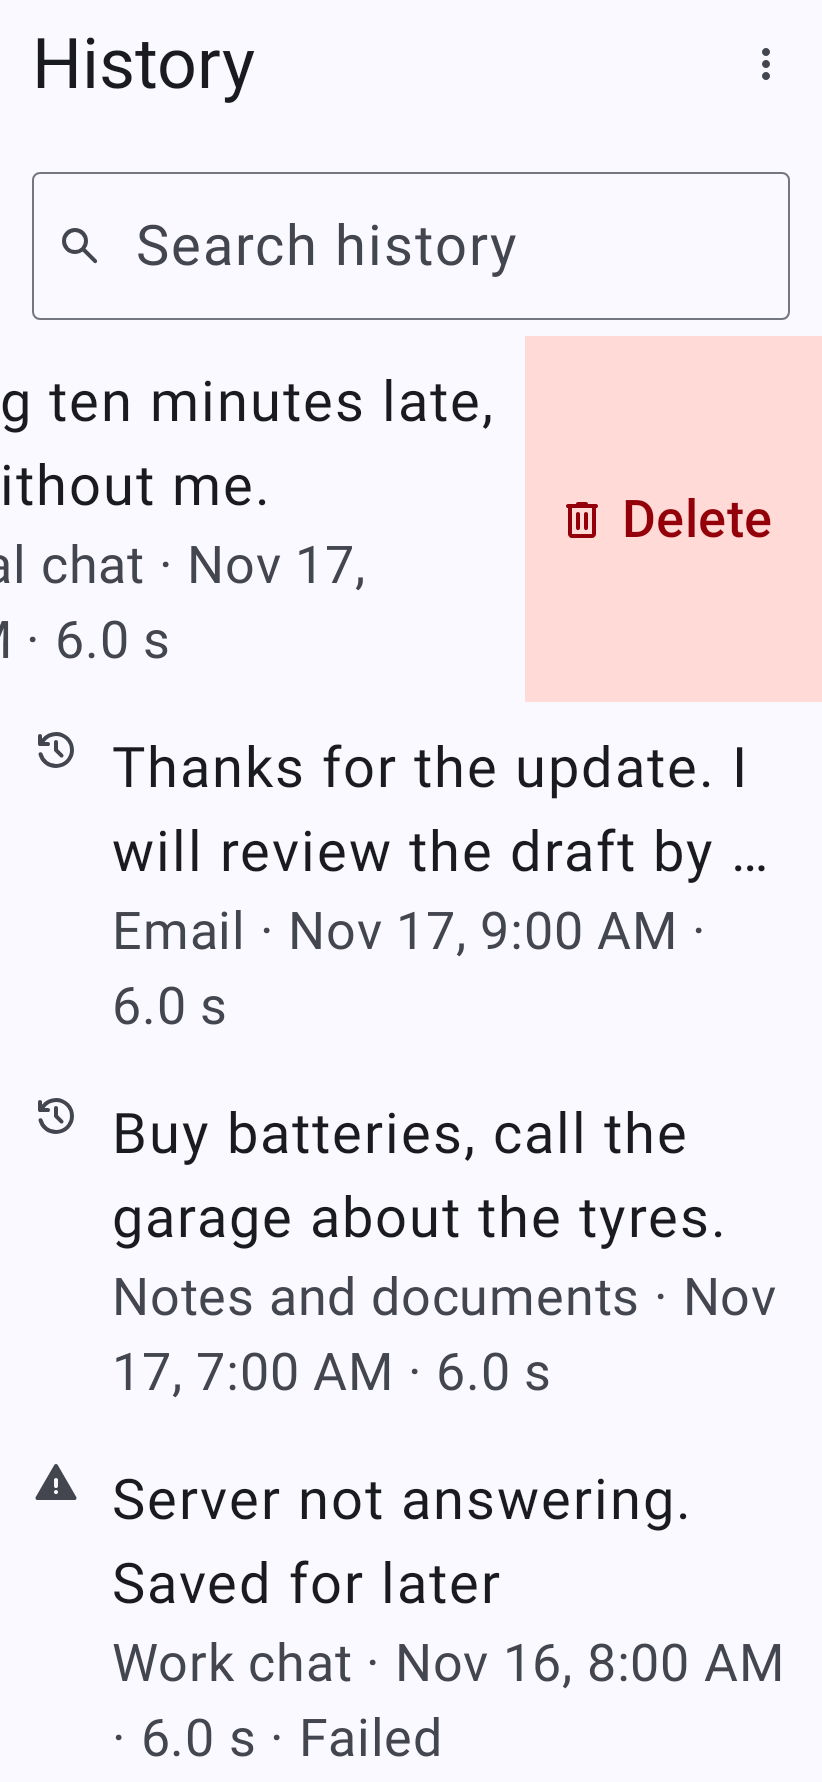 History
Search history
g ten minutes late,
ithout me.
al chat · Nov 17,
· 6.0 s
Delete
Thanks for the update. I
will review the draft by …
Email · Nov 17, 9:00 AM ·
6.0 s
Buy batteries, call the
garage about the tyres.
Notes and documents · Nov
17, 7:00 AM · 6.0 s
Server not answering.
Saved for later
Work chat · Nov 16, 8:00 AM
· 6.0 s · Failed